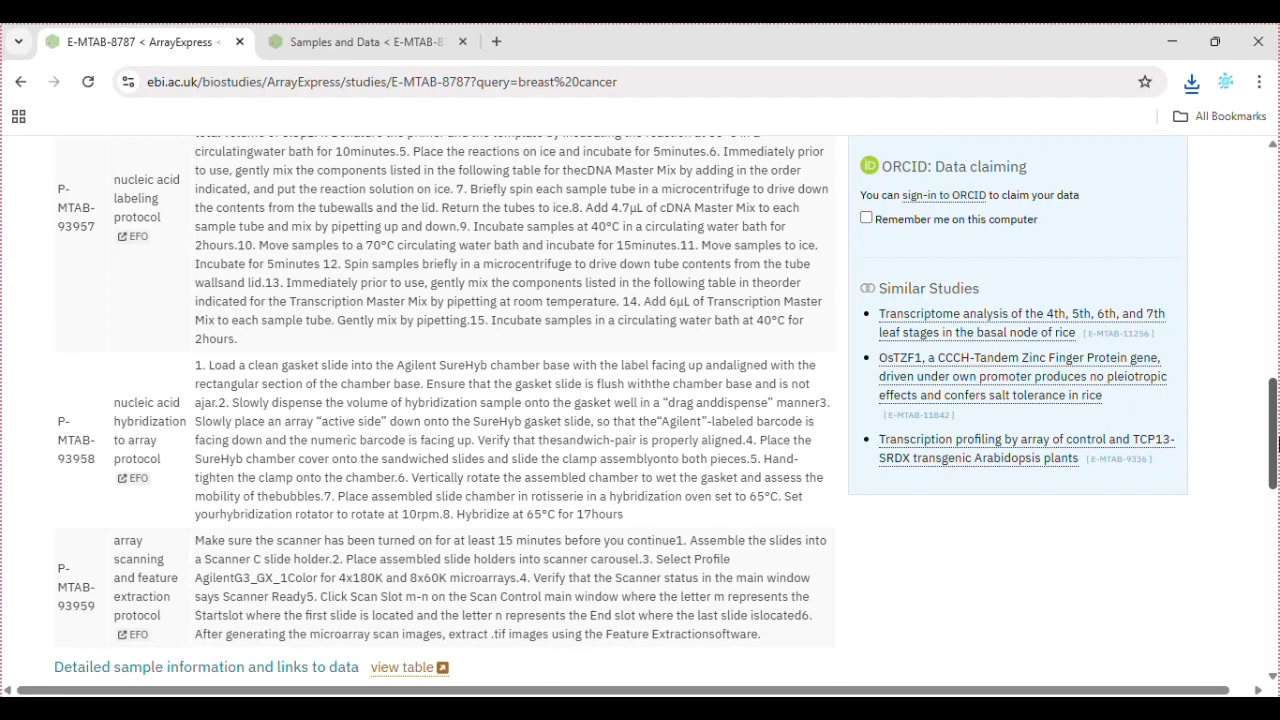 E-MTAB-8787 < ArrayExpress <
Samples and Data < E-MTAB-8
ebi.ac.uk/biostudies/ArrayExpress/studies/E-MTAB-8787?query=breast%20cancer
All Bookmarks
P-
MTAB-
93957
nucleic acid
labeling
protocol
EFO
circulatingwater bath for 10minutes.5. Place the reactions on ice and incubate for 5minutes.6. Immediately prior
to use, gently mix the components listed in the following table for thecDNA Master Mix by adding in the order
indicated, and put the reaction solution on ice. 7. Briefly spin each sample tube in a microcentrifuge to drive down
the contents from the tubewalls and the lid. Return the tubes to ice.8. Add 4.7μL of cDNA Master Mix to each
sample tube and mix by pipetting up and down.9. Incubate samples at 40°C in a circulating water bath for
2hours.10. Move samples to a 70°C circulating water bath and incubate for 15minutes.11. Move samples to ice.
Incubate for 5minutes 12. Spin samples briefly in a microcentrifuge to drive down tube contents from the tube
wallsand lid.13. Immediately prior to use, gently mix the components listed in the following table in theorder
indicated for the Transcription Master Mix by pipetting at room temperature. 14. Add 6μL of Transcription Master
Mix to each sample tube. Gently mix by pipetting.15. Incubate samples in a circulating water bath at 40°C for
2hours.
P-
MTAB-
93958
nucleic acid
hybridization
to array
protocol
EFO
1. Load a clean gasket slide into the Agilent SureHyb chamber base with the label facing up andaligned with the
rectangular section of the chamber base. Ensure that the gasket slide is flush withthe chamber base and is not
ajar.2. Slowly dispense the volume of hybridization sample onto the gasket well in a “drag anddispense” manner3.
Slowly place an array “active side” down onto the SureHyb gasket slide, so that the“Agilent”-labeled barcode is
facing down and the numeric barcode is facing up. Verify that thesandwich-pair is properly aligned.4. Place the
SureHyb chamber cover onto the sandwiched slides and slide the clamp assemblyonto both pieces.5. Hand-
tighten the clamp onto the chamber.6. Vertically rotate the assembled chamber to wet the gasket and assess the
mobility of thebubbles.7. Place assembled slide chamber in rotisserie in a hybridization oven set to 65°C. Set
yourhybridization rotator to rotate at 10rpm.8. Hybridize at 65°C for 17hours
P-
MTAB-
93959
array
scanning
and feature
extraction
protocol
EFO
Make sure the scanner has been turned on for at least 15 minutes before you continue1. Assemble the slides into
a Scanner C slide holder.2. Place assembled slide holders into scanner carousel.3. Select Profile
AgilentG3_GX_1Color for 4x180K and 8x60K microarrays.4. Verify that the Scanner status in the main window
says Scanner Ready5. Click Scan Slot m-n on the Scan Control main window where the letter m represents the
Startslot where the first slide is located and the letter n represents the End slot where the last slide islocated6.
After generating the microarray scan images, extract .tif images using the Feature Extractionsoftware.
Detailed sample information and links to data view table
ORCID: Data claiming
You can sign-in to ORCID to claim your data
Remember me on this computer
Similar Studies
Transcriptome analysis of the 4th, 5th, 6th, and 7th
leaf stages in the basal node of rice [ E-MTAB-11256 ]
OsTZF1, a CCCH-Tandem Zinc Finger Protein gene,
driven under own promoter produces no pleiotropic
effects and confers salt tolerance in rice
[ E-MTAB-11842 ]
Transcription profiling by array of control and TCP13-
SRDX transgenic Arabidopsis plants [ E-MTAB-9336 ]